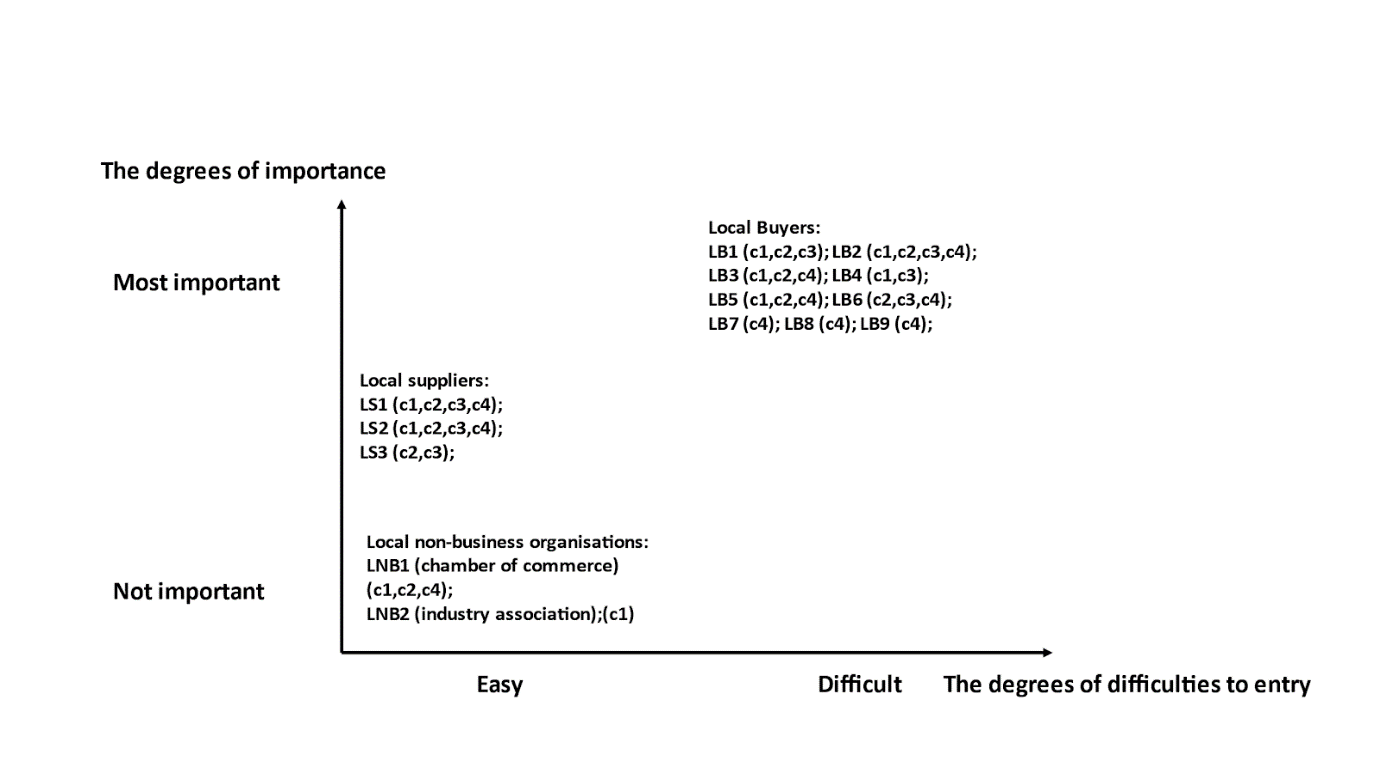 The degrees of importance
Most important
Not important
Local Buyers:
LB1 (c1,c2,c3); LB2 (c1,c2,c3,c4);
LB3 (c1,c2,c4); LB4 (c1,c3);
LB5 (c1,c2,c4); LB6 (c2,c3,c4);
LB7 (c4); LB8 (c4); LB9 (c4);
Local suppliers:
LS1 (c1,c2,c3,c4);
LS2 (c1,c2,c3,c4);
LS3 (c2,c3);
Local non-business organisations:
LNB1 (chamber of commerce)
(c1,c2,c4);
LNB2 (industry association);(c1)
Easy
Difficult
The degrees of difficulties to entry